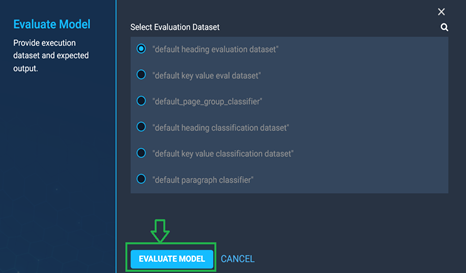 Evaluate Model
Provide execution
dataset and expected
output.
Select Evaluation Dataset
"default heading evaluation dataset"
"default key value eval dataset"
"default_page_group_classifier"
"default heading classification dataset"
"default key value classification dataset"
"default paragraph classifier"
EVALUATE MODEL
CANCEL